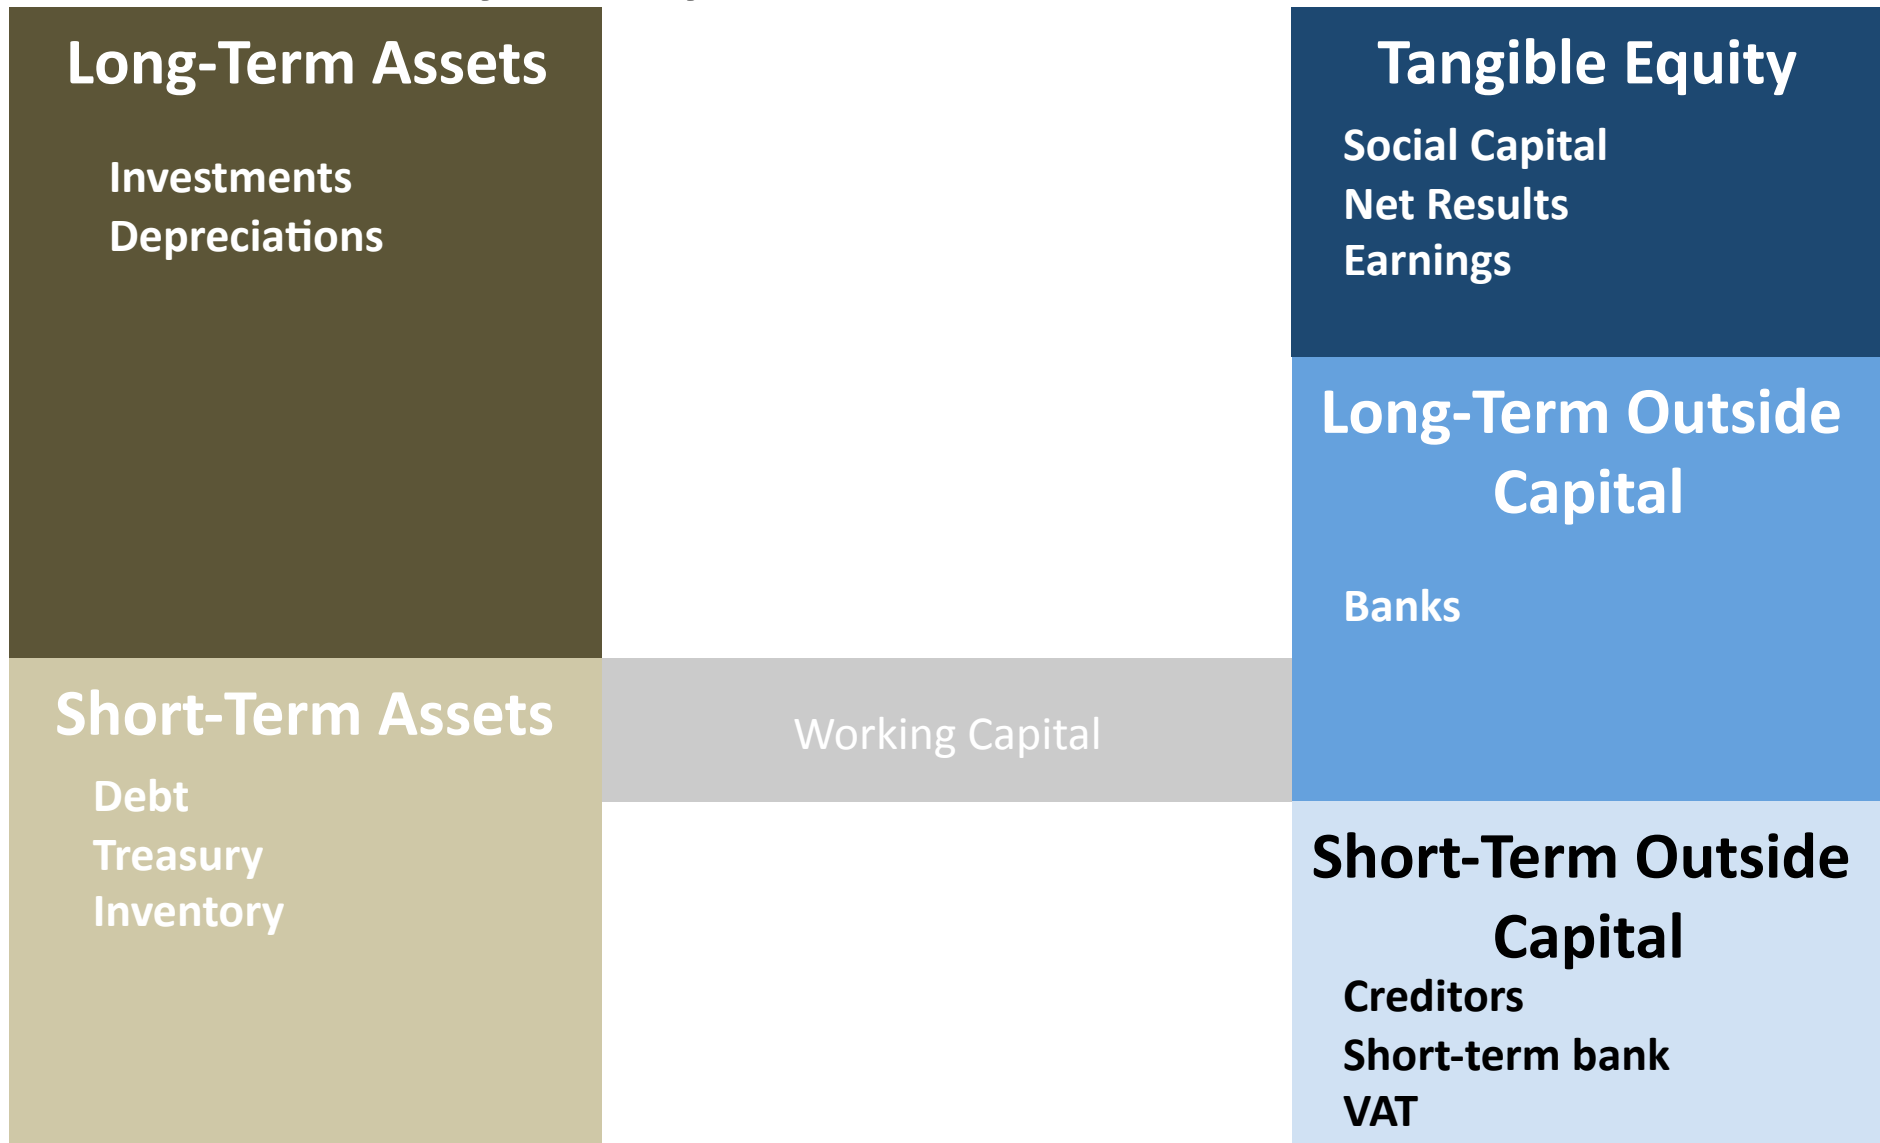 Long-Term Assets
Investments
Depreciations
Short-Term Assets
Debt
Treasury
Inventory
Working Capital
Tangible Equity
Social Capital
Net Results
Earnings
Long-Term Outside
Capital
Banks
Short-Term Outside
Capital
Creditors
Short-term bank
VAT